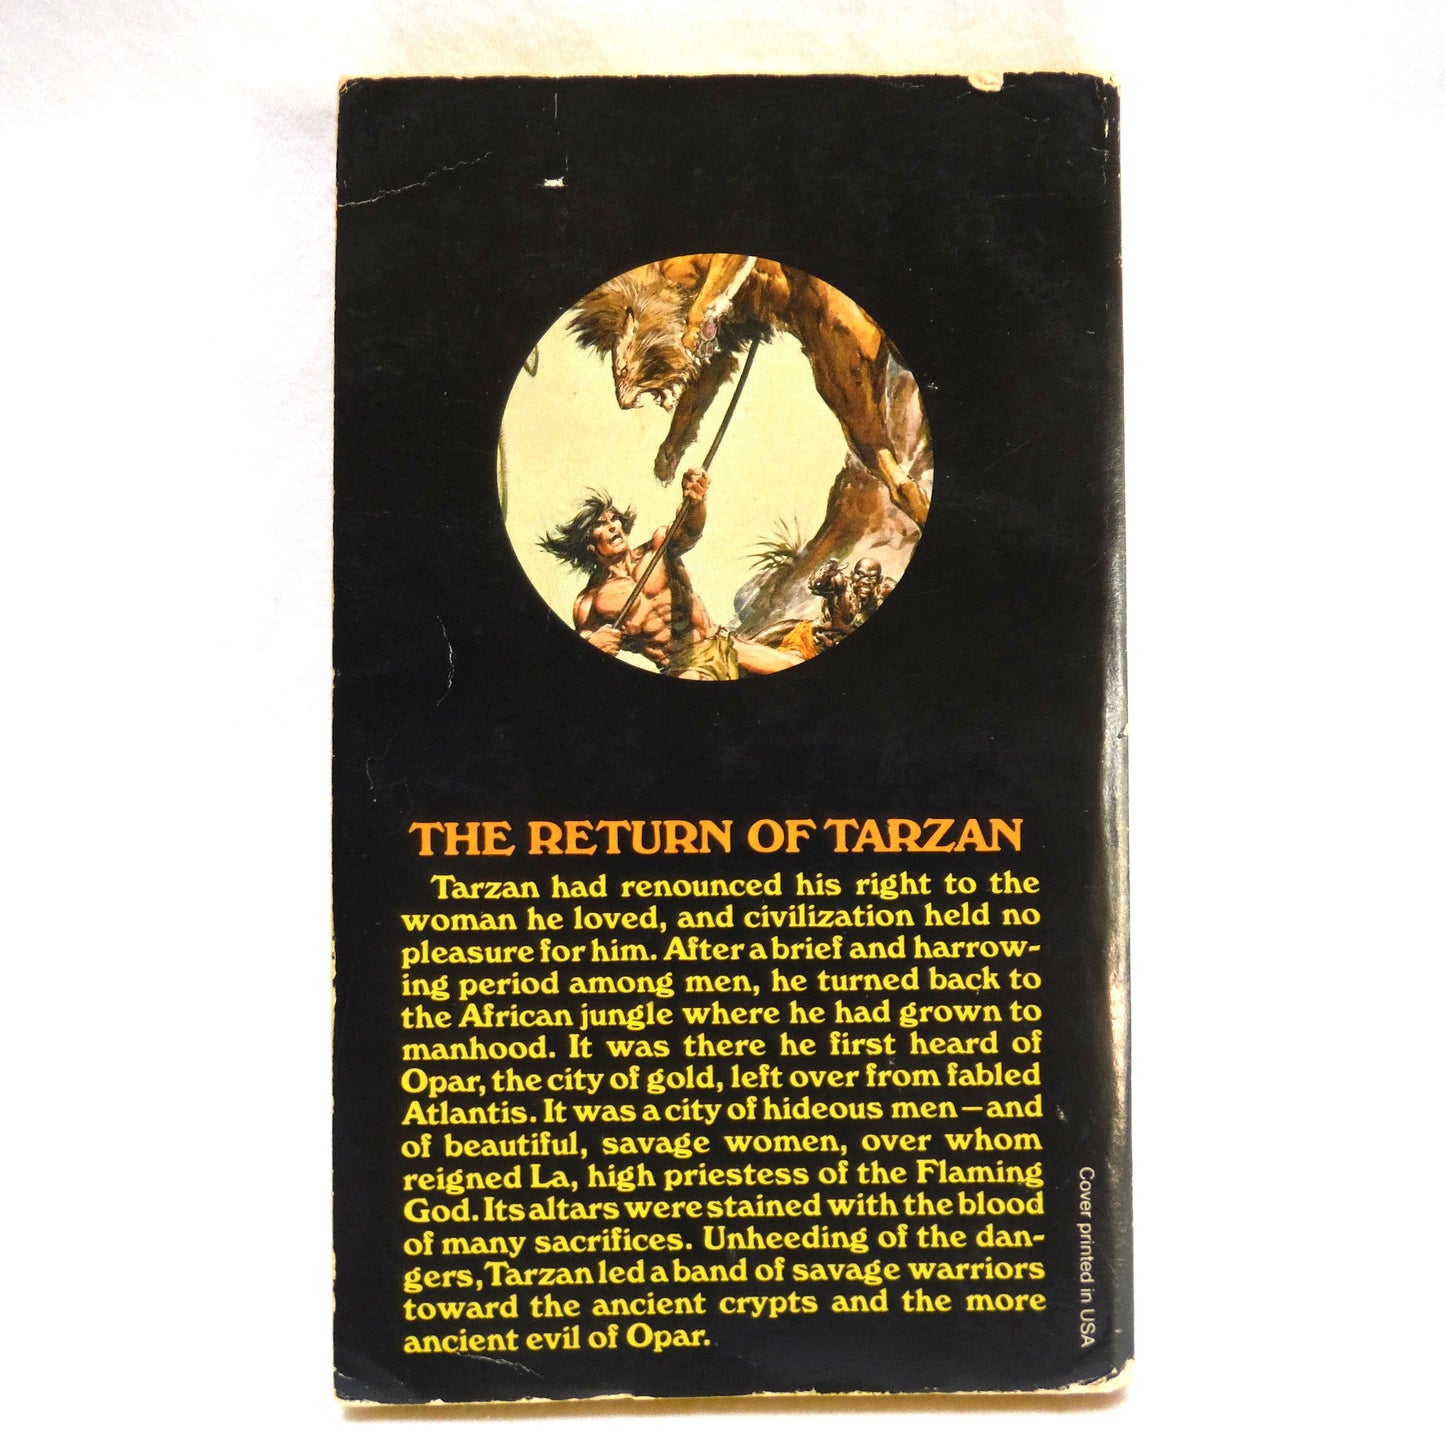 THE RETURN OF TARZAN
Tarzan had renounced his right to the
woman he loved, and civilization held no
pleasure for him. After a brief and harrow-
ing period among men, he turned back to
the African jungle where he had grown to
manhood. It was there he first heard of
Opar, the city of gold, left over from fabled
Atlantis. It was a city of hideous men—and
of beautiful, savage women, over whom
reigned La, high priestess of the Flaming
God. Its altars were stained with the blood
of many sacrifices. Unheeding of the dan-
gers, Tarzan led a band of savage warriors
toward the ancient crypts and the more
ancient evil of Opar.
Cover printed in USA